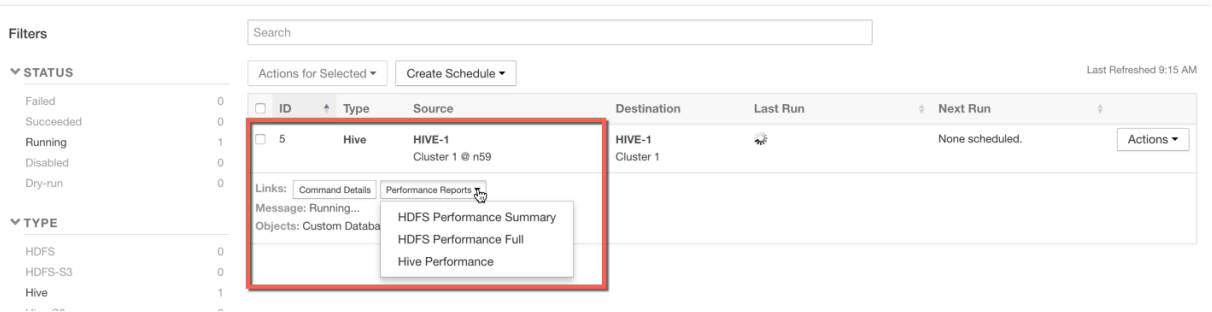 Filters
Search
STATUS
Actions for Selected
Create Schedule
Last Refreshed 9:15 AM
Failed 0
Succeeded 0
Running 1
Disabled 0
Dry-run 0
ID Type Source Destination Last Run Next Run
5 Hive HIVE-1 HIVE-1 None scheduled. Actions
Cluster 1 @ n59 Cluster 1
Links: Command Details Performance Reports
Message: Running...
Objects: Custom Databa
HDFS Performance Summary
HDFS Performance Full
Hive Performance
TYPE
HDFS 0
HDFS-S3 0
Hive 1